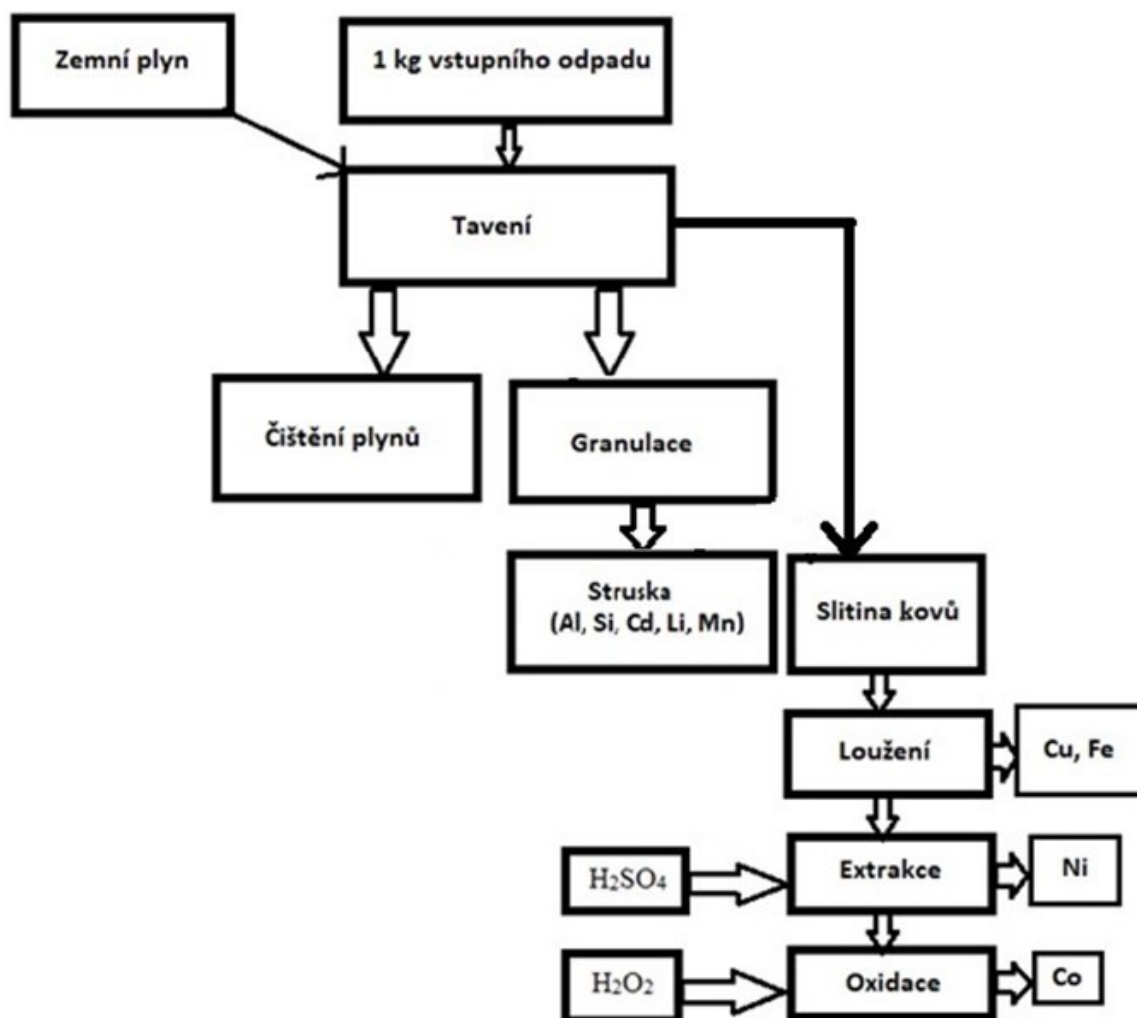 Zemní plyn
1 kg vstupního odpadu
Tavení
Čištění plynů
Granulace
Struska
(Al, Si, Cd, Li, Mn)
Slitina kovů
Loužení
Cu, Fe
H₂SO₄
Extrakce
Ni
H₂O₂
Oxidace
Co